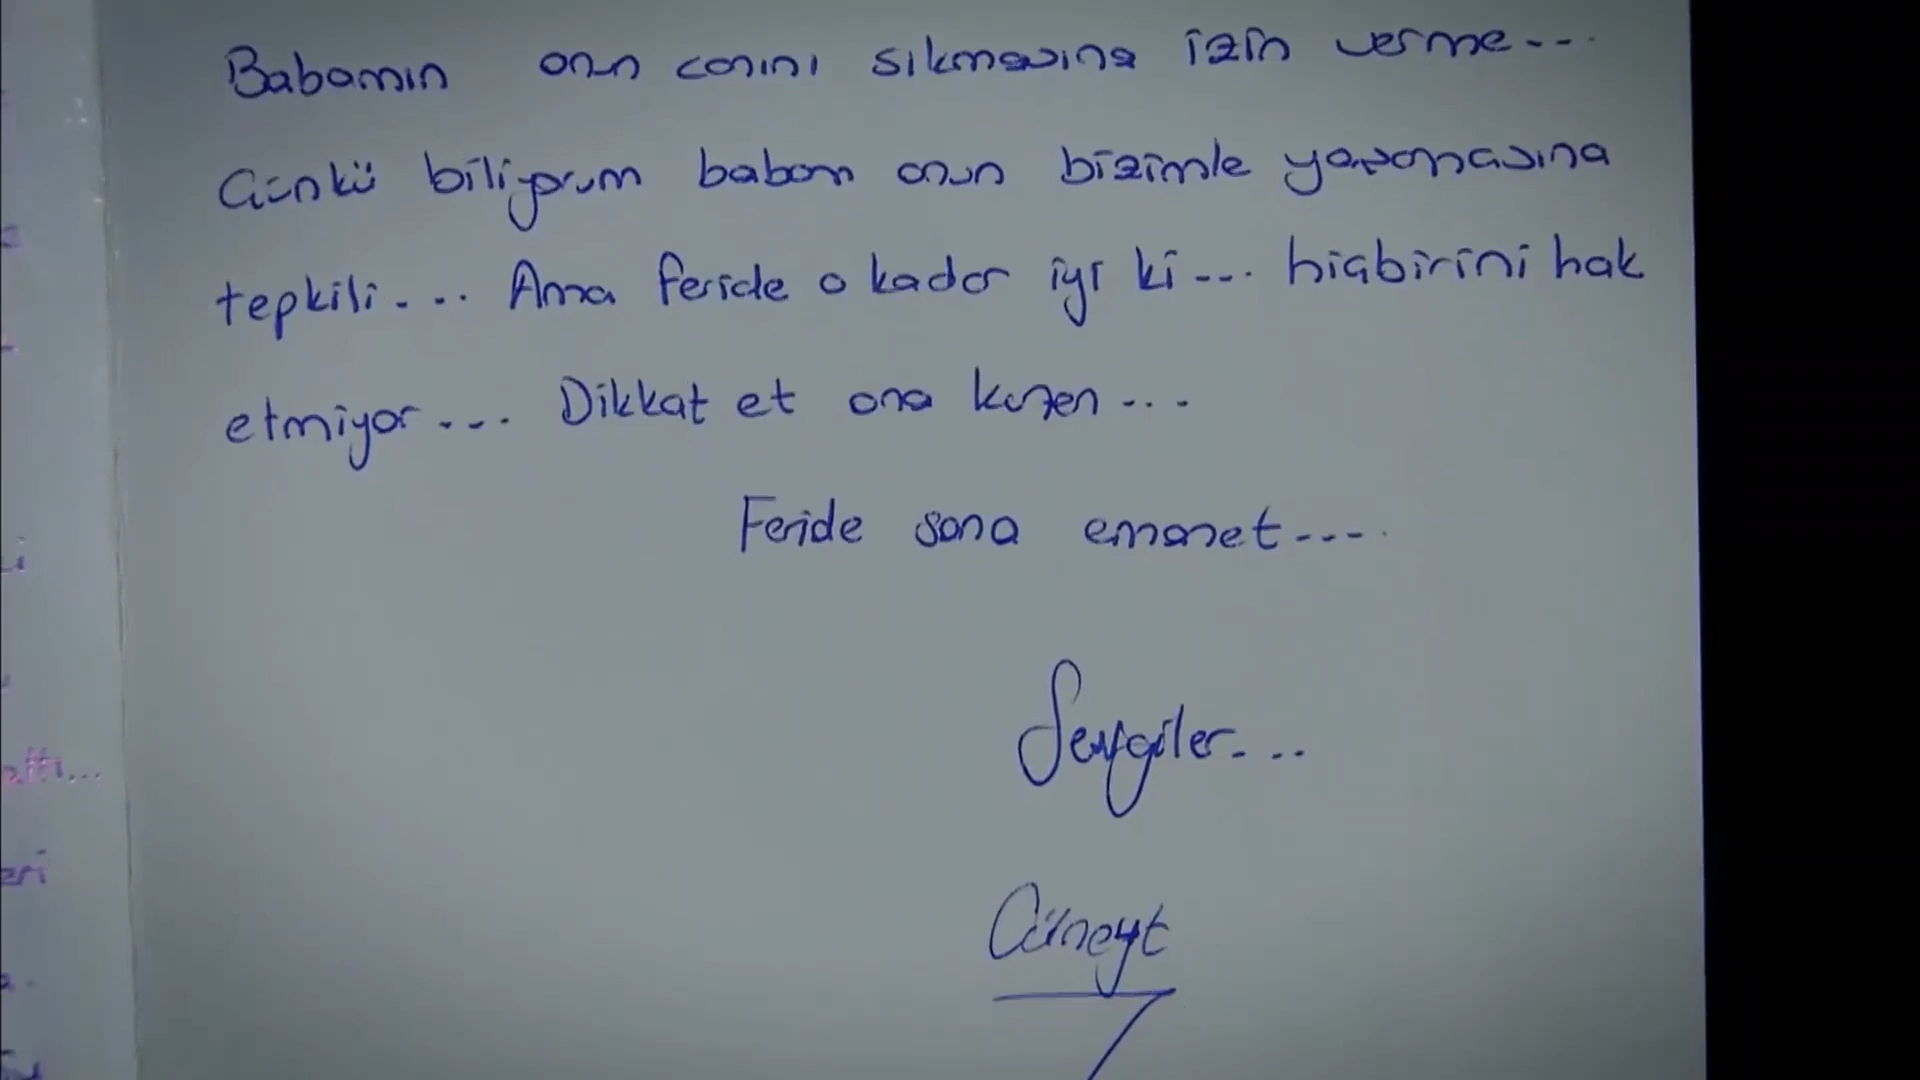 Babamın onun canını sıkmasına izin verme...
Çünkü biliyorum babam onun bizimle yaşamasına
tepkili... Ama feride o kadar iyi ki... hiçbirini hak
etmiyor... Dikkat et ona kuzen...
Feride sana emanet....
Sevgiler...
Cüneyt